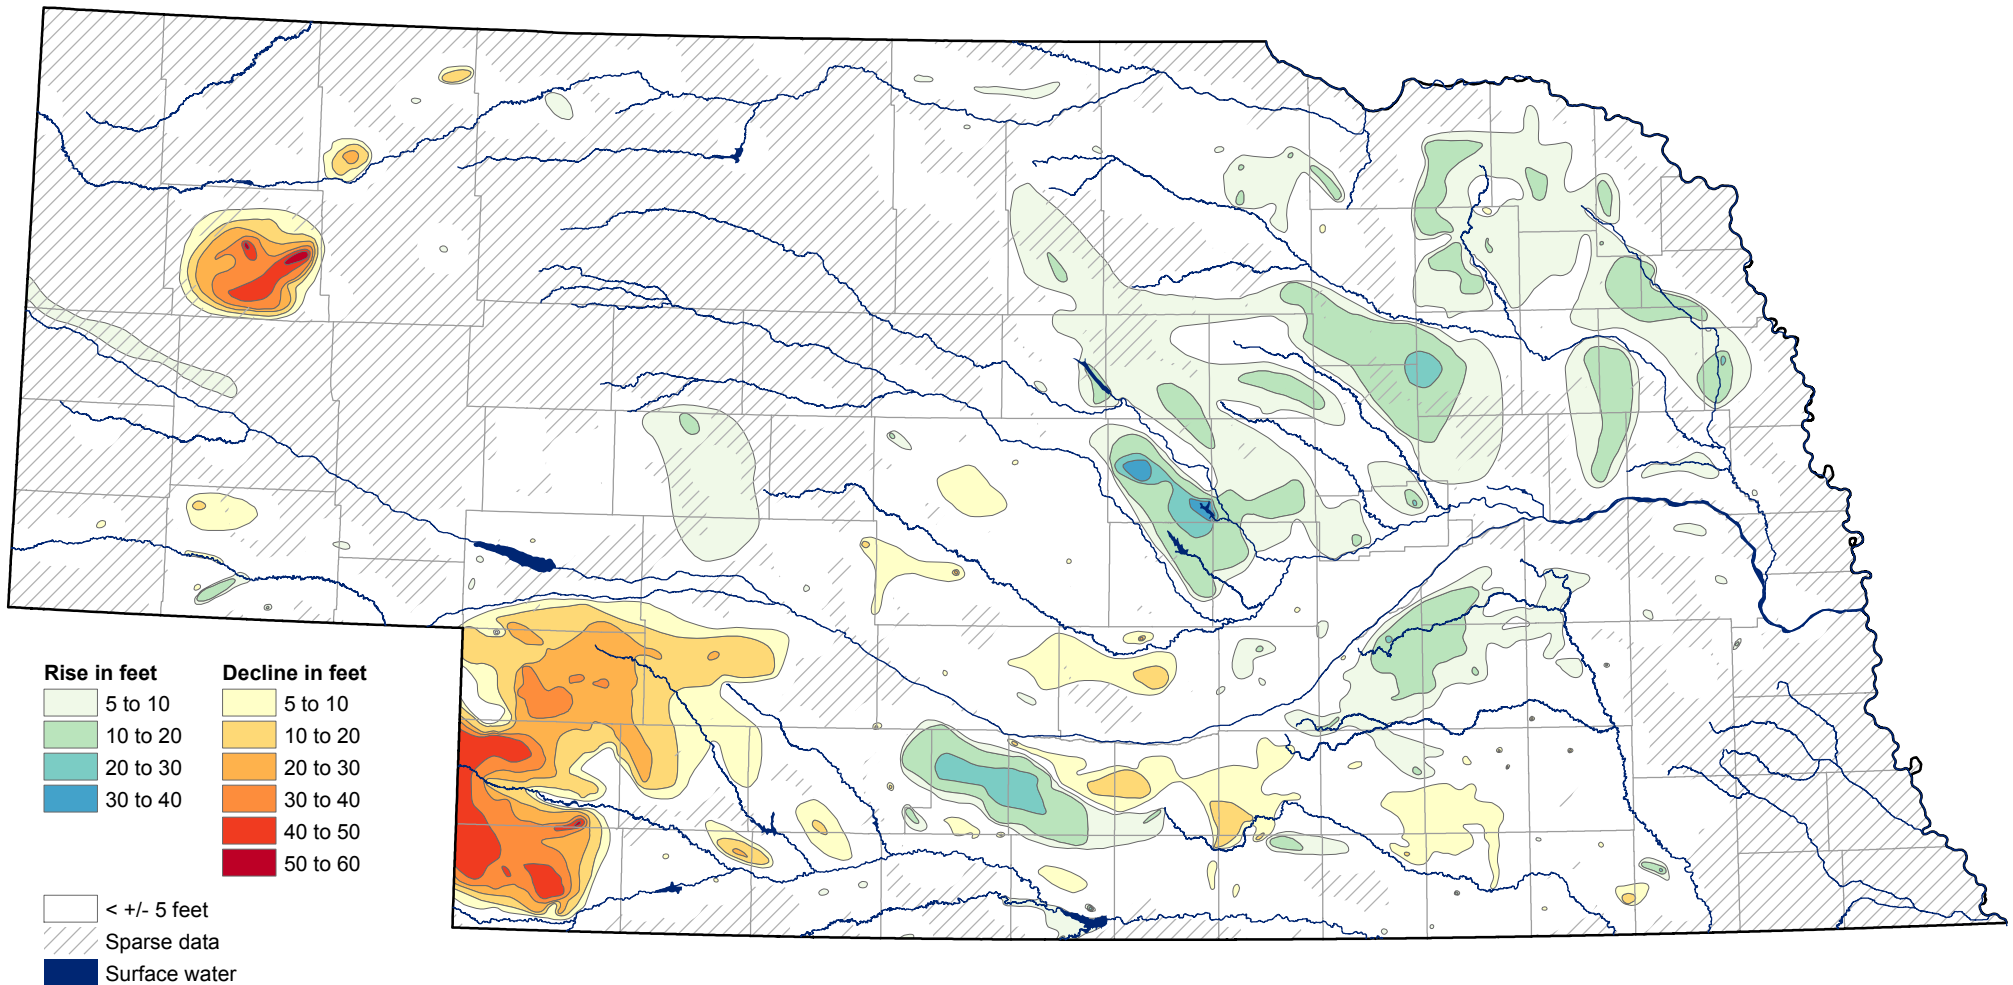 Rise in feet
5 to 10
10 to 20
20 to 30
30 to 40
Decline in feet
5 to 10
10 to 20
20 to 30
30 to 40
40 to 50
50 to 60
< +/- 5 feet
Sparse data
Surface water